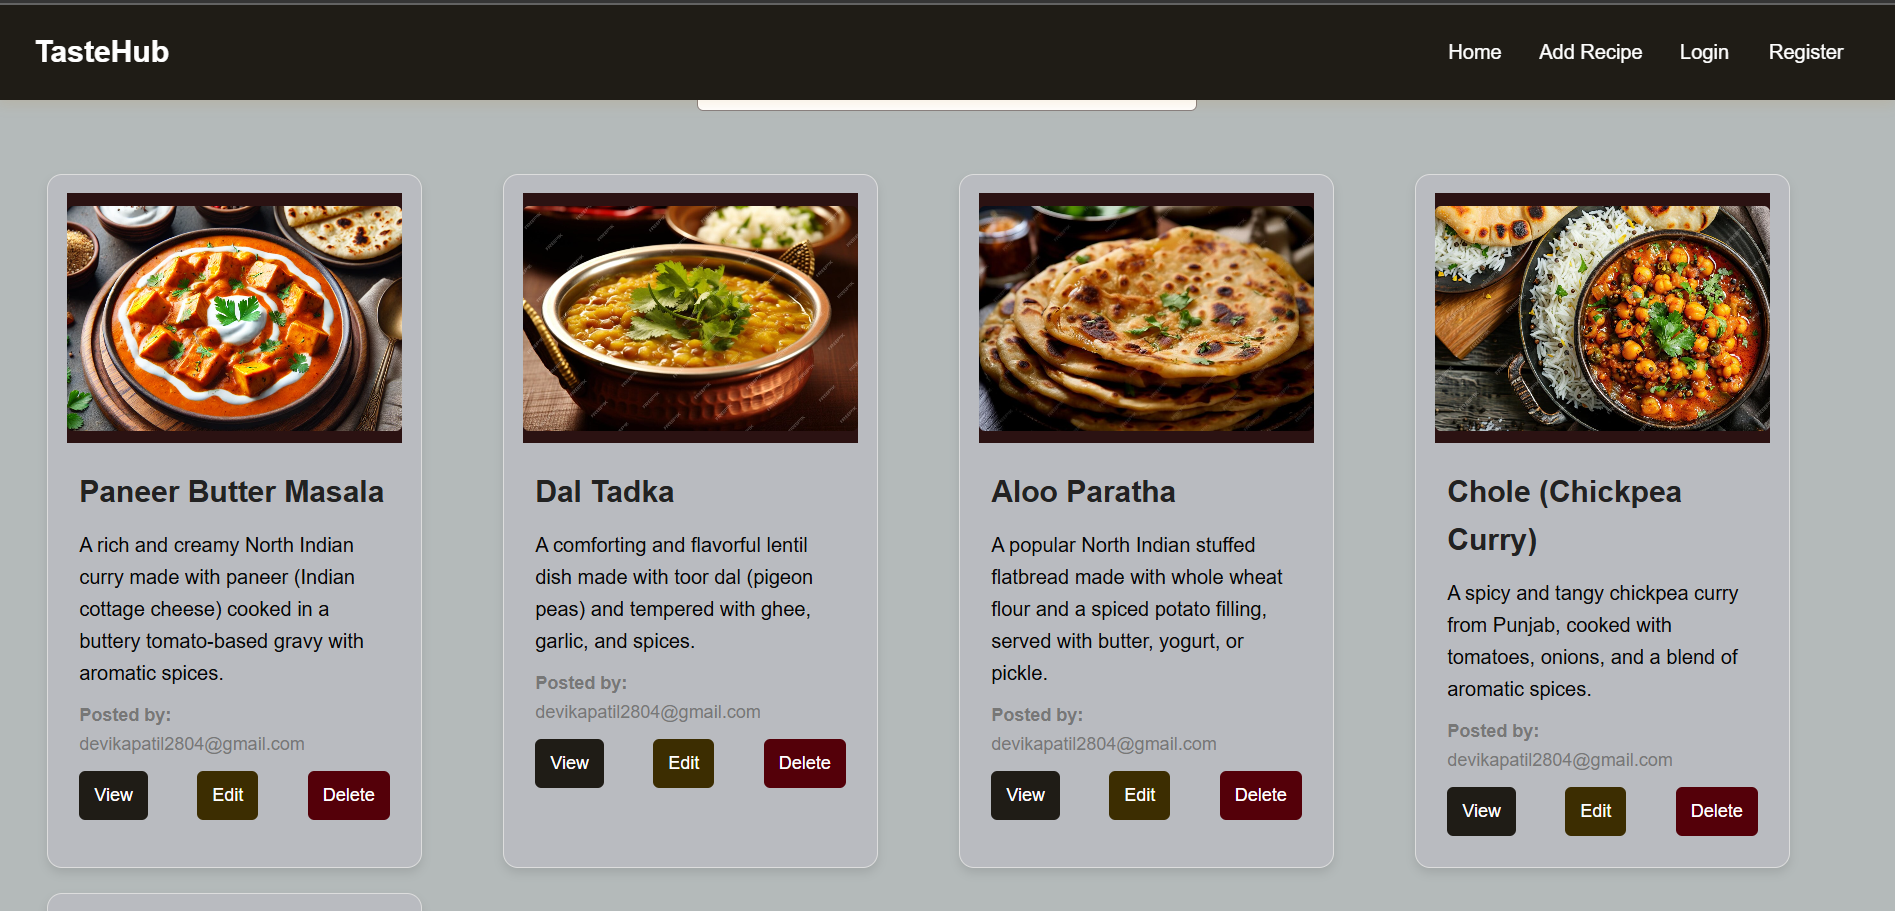 TasteHub
Home
Add Recipe
Login
Register
Paneer Butter Masala
A rich and creamy North Indian
curry made with paneer (Indian
cottage cheese) cooked in a
buttery tomato-based gravy with
aromatic spices.
Posted by:
devikapatil2804@gmail.com
View
Edit
Delete
Dal Tadka
A comforting and flavorful lentil
dish made with toor dal (pigeon
peas) and tempered with ghee,
garlic, and spices.
Posted by:
devikapatil2804@gmail.com
View
Edit
Delete
Aloo Paratha
A popular North Indian stuffed
flatbread made with whole wheat
flour and a spiced potato filling,
served with butter, yogurt, or
pickle.
Posted by:
devikapatil2804@gmail.com
View
Edit
Delete
Chole (Chickpea
Curry)
A spicy and tangy chickpea curry
from Punjab, cooked with
tomatoes, onions, and a blend of
aromatic spices.
Posted by:
devikapatil2804@gmail.com
View
Edit
Delete